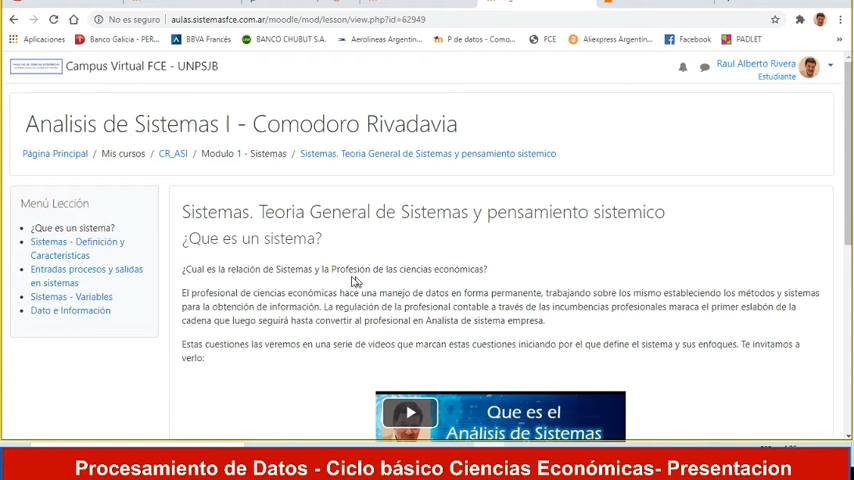 No es seguro | aulas.sistemasfce.com.ar/moodle/mod/lesson/view.php?id=62949
Aplicaciones Banco Galicia - PER... BBVA Francés BANCO CHUBUT S.A. Aerolineas Argentin... P de datos - Como... FCE Aliexpress Argentin... Facebook PADLET »
Campus Virtual FCE - UNPSJB
Raul Alberto Rivera
Estudiante
Analisis de Sistemas I - Comodoro Rivadavia
Página Principal / Mis cursos / CR_ASI / Modulo 1 - Sistemas / Sistemas. Teoria General de Sistemas y pensamiento sistemico
Menú Lección
¿Que es un sistema?
Sistemas - Definición y
Caracteristicas
Entradas procesos y salidas
en sistemas
Sistemas - Variables
Dato e Información
Sistemas. Teoria General de Sistemas y pensamiento sistemico
¿Que es un sistema?
¿Cual es la relación de Sistemas y la Profesión de las ciencias económicas?
El profesional de ciencias económicas hace una manejo de datos en forma permanente, trabajando sobre los mismo estableciendo los métodos y sistemas
para la obtención de información. La regulación de la profesional contable a través de las incumbencias profesionales maraca el primer eslabón de la
cadena que luego seguirá hasta convertir al profesional en Analista de sistema empresa.
Estas cuestiones las veremos en una serie de videos que marcan estas cuestiones iniciando por el que define el sistema y sus enfoques. Te invitamos a
verlo:
Que es el
Análisis de Sistemas
Procesamiento de Datos - Ciclo básico Ciencias Económicas- Presentacion